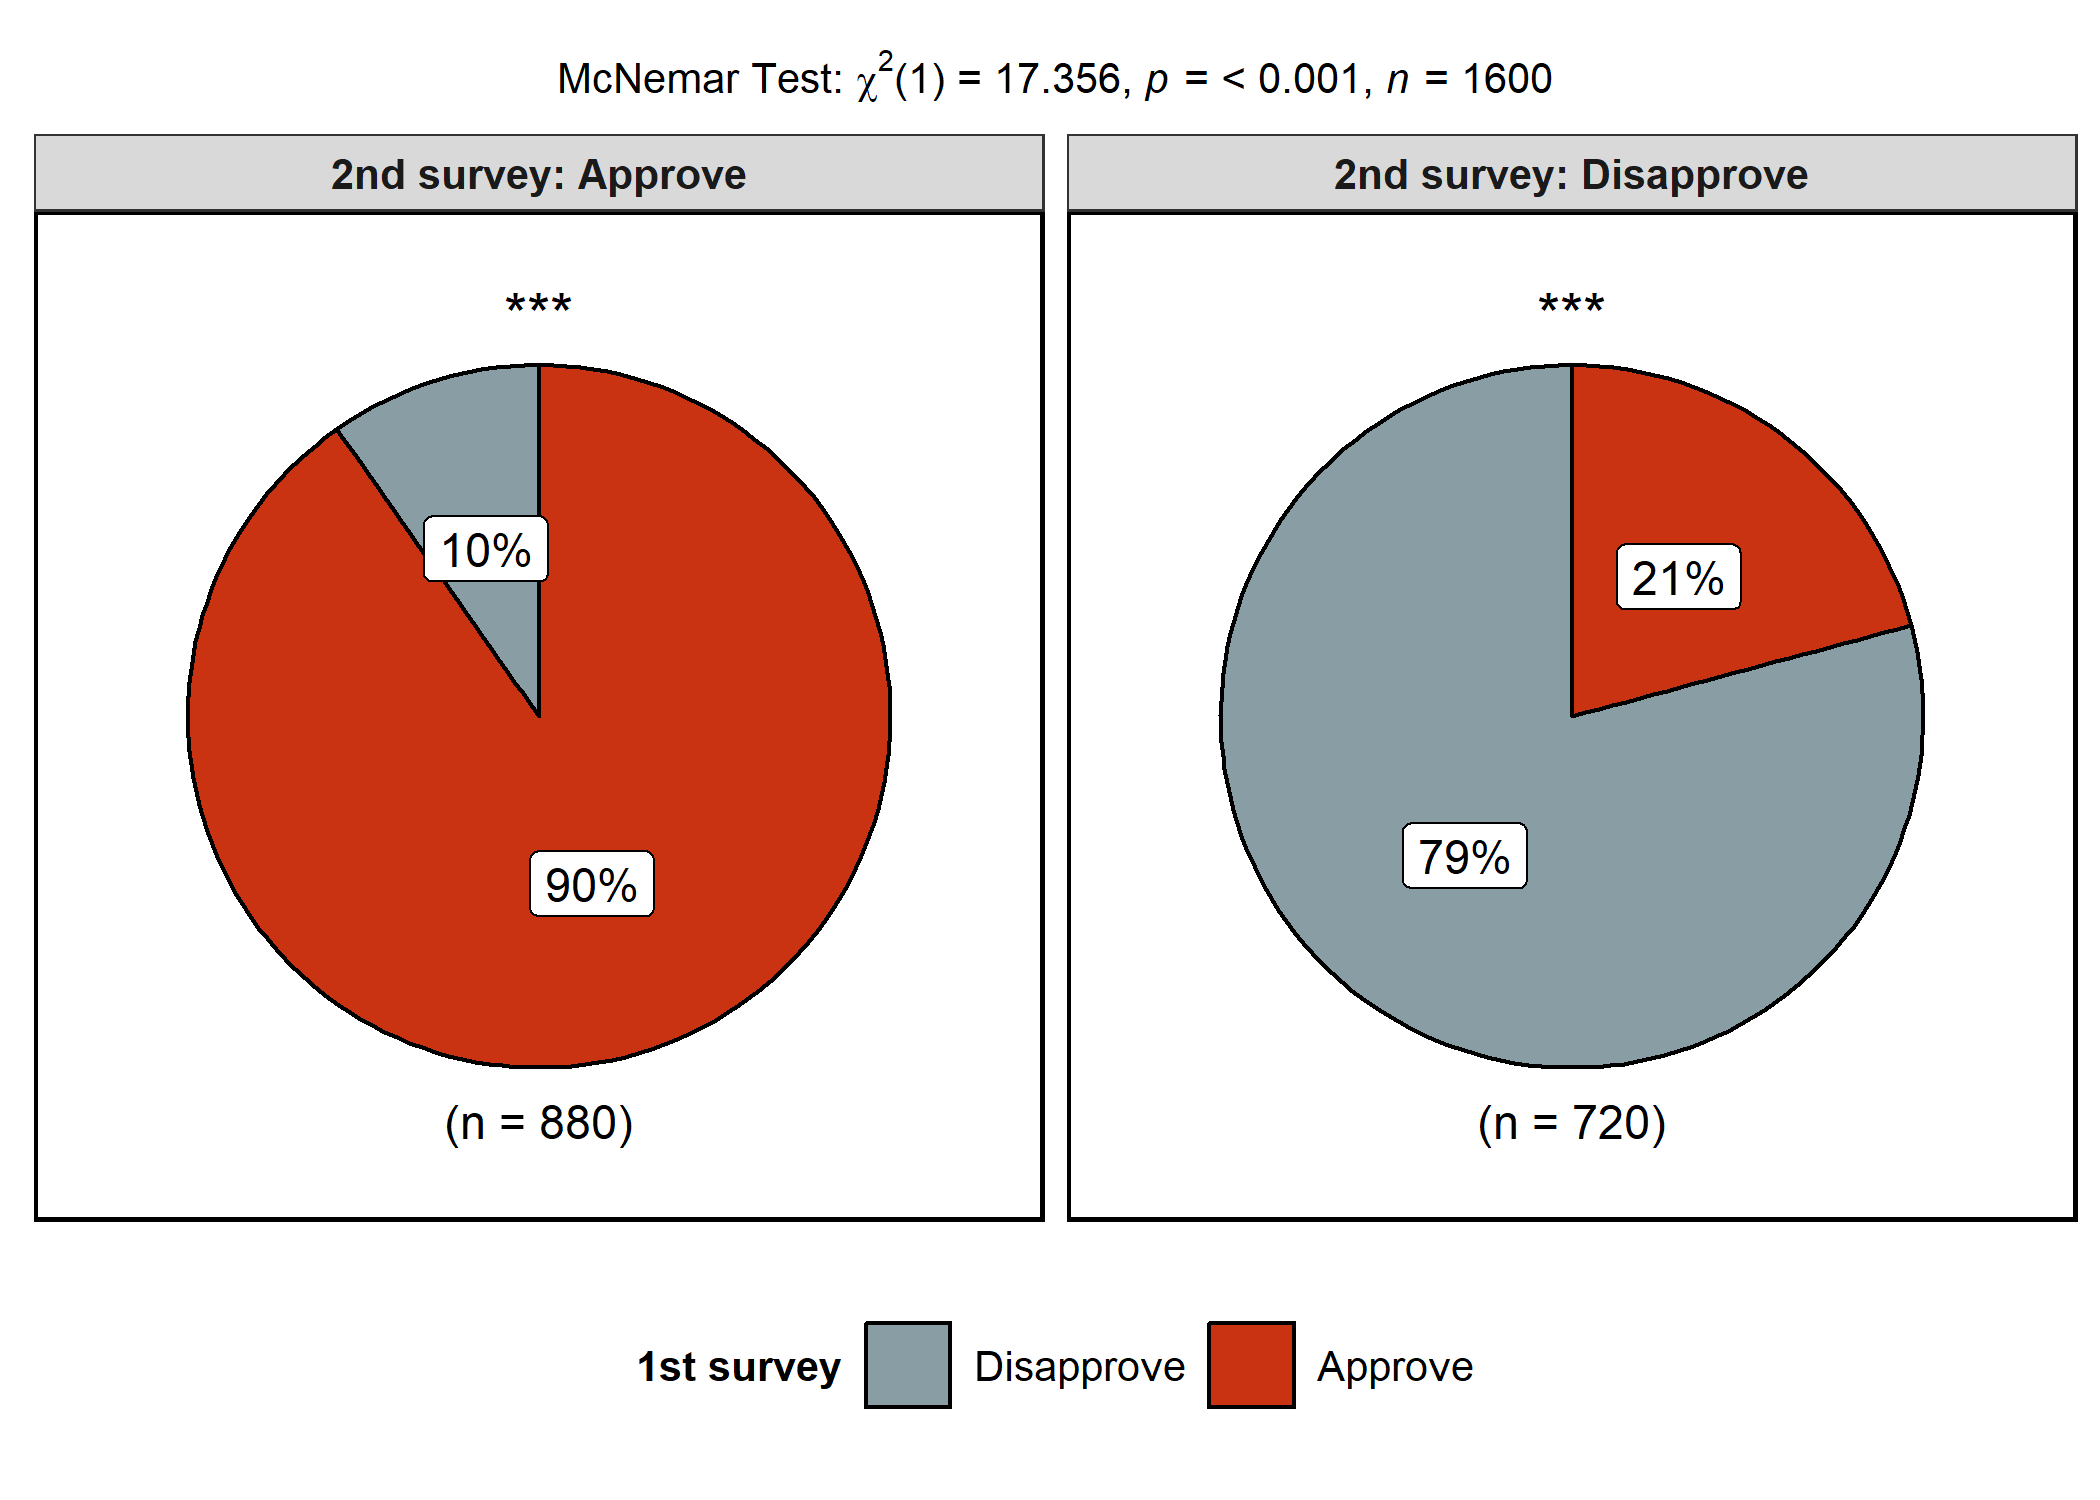 McNemar Test: χ²(1) = 17.356, p = < 0.001, n = 1600
2nd survey: Approve
2nd survey: Disapprove
***
***
10%
90%
21%
79%
(n = 880)
(n = 720)
1st survey Disapprove Approve